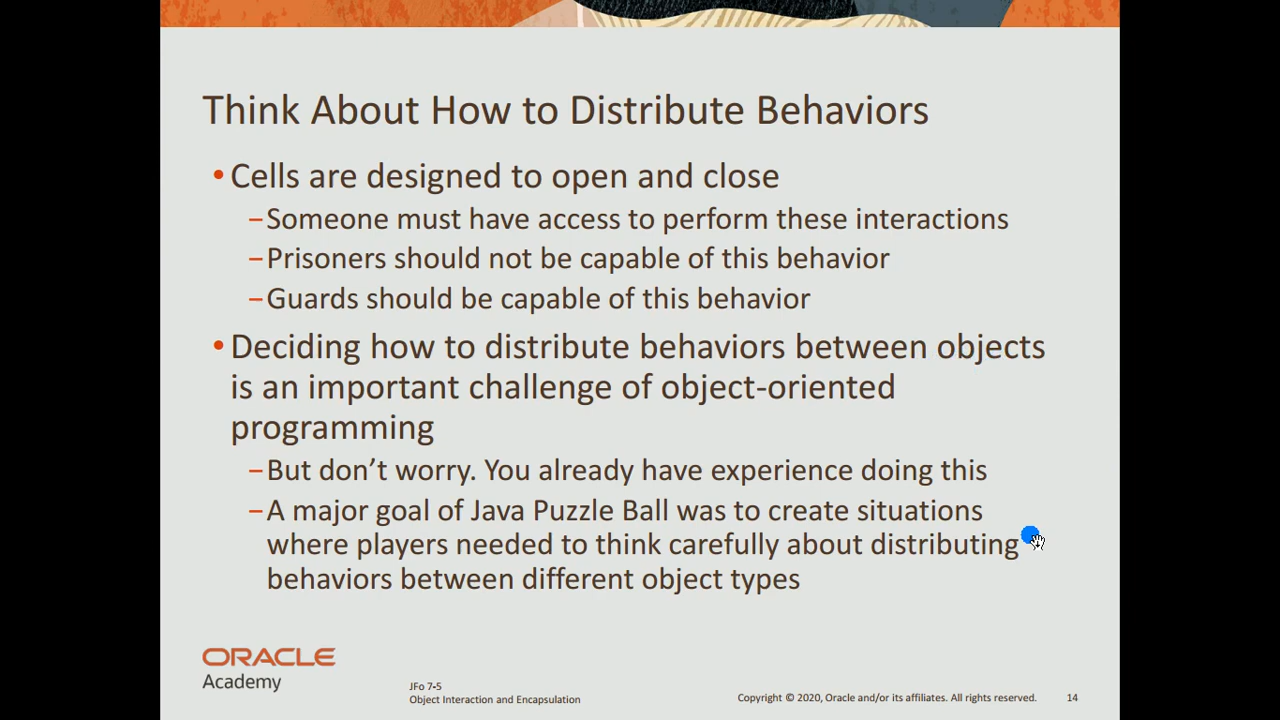 Think About How to Distribute Behaviors
• Cells are designed to open and close
–Someone must have access to perform these interactions
–Prisoners should not be capable of this behavior
–Guards should be capable of this behavior
• Deciding how to distribute behaviors between objects
is an important challenge of object-oriented
programming
–But don’t worry. You already have experience doing this
–A major goal of Java Puzzle Ball was to create situations
where players needed to think carefully about distributing
behaviors between different object types
ORACLE
Academy
JFo 7-5
Object Interaction and Encapsulation
Copyright © 2020, Oracle and/or its affiliates. All rights reserved.
14